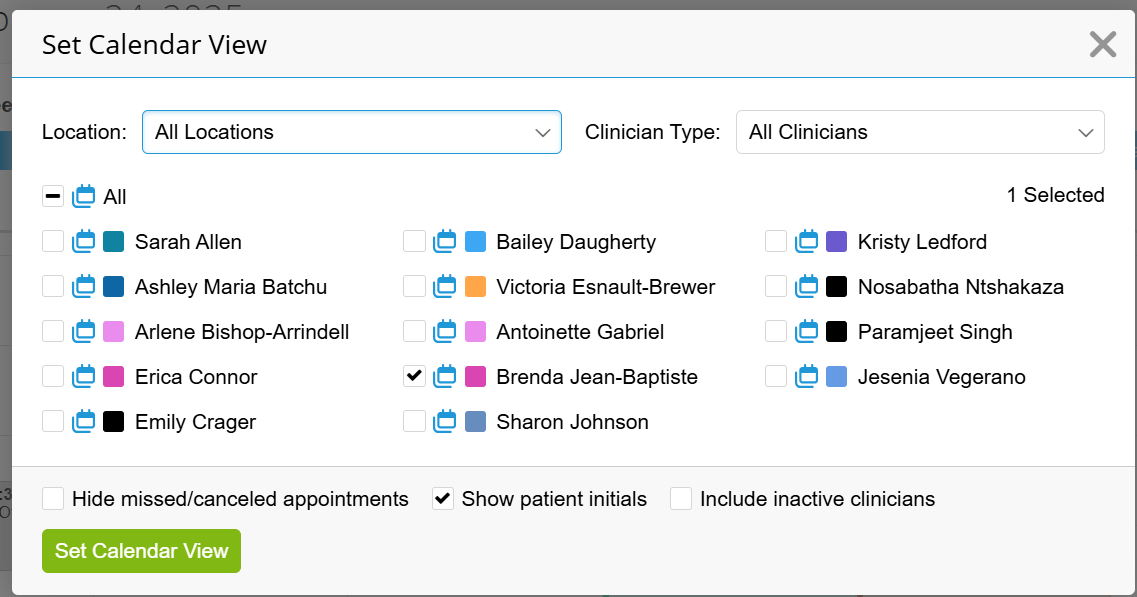 Set Calendar View
Location: All Locations Clinician Type: All Clinicians
All 1 Selected
Sarah Allen Bailey Daugherty Kristy Ledford
Ashley Maria Batchu Victoria Esnault-Brewer Nosabatha Ntshakaza
Arlene Bishop-Arrindell Antoinette Gabriel Paramjeet Singh
Erica Connor Brenda Jean-Baptiste Jesenia Vegerano
Emily Crager Sharon Johnson
Hide missed/canceled appointments Show patient initials Include inactive clinicians
Set Calendar View